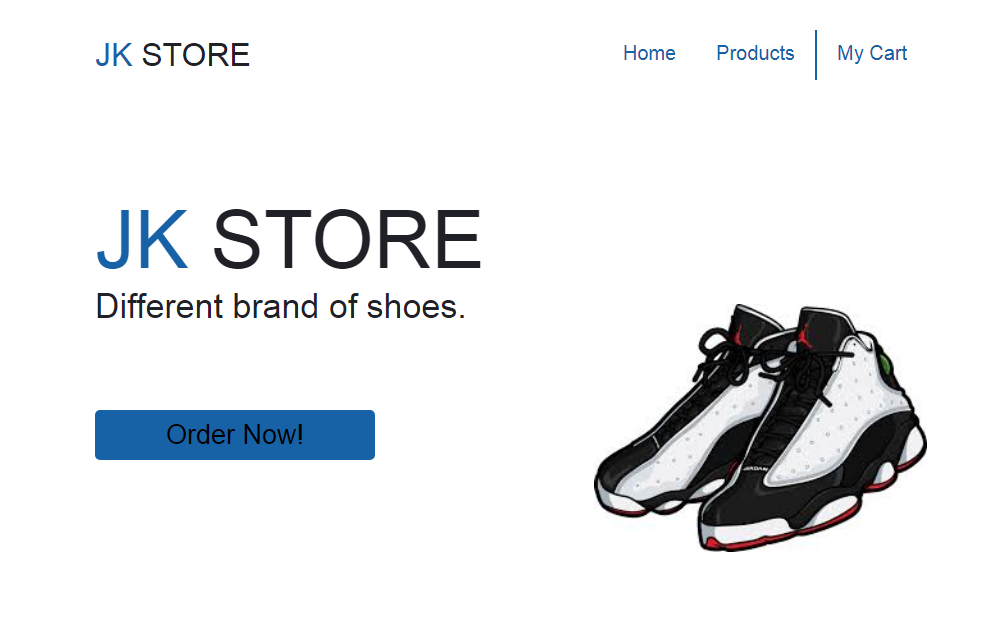 JK STORE
Home Products My Cart
JK STORE
Different brand of shoes.
Order Now!
JORDAN